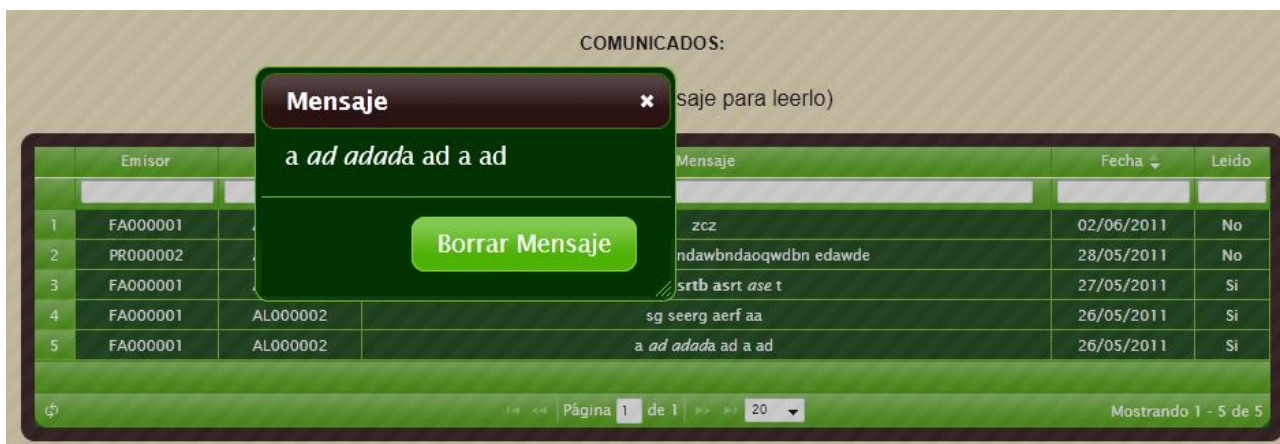 COMUNICADOS:
saje para leerlo)
Mensaje ×
a ad adada ad a ad
Borrar Mensaje
Emisor Mensaje Fecha Leido
1 FA000001 zcz 02/06/2011 No
2 PR000002 ndawbndaoqwdbn edawde 28/05/2011 No
3 FA000001 srtb asrt ase t 27/05/2011 Si
4 FA000001 AL000002 sg seerg aerf aa 26/05/2011 Si
5 FA000001 AL000002 a ad adada ad a ad 26/05/2011 Si
Página 1 de 1 20 Mostrando 1 - 5 de 5